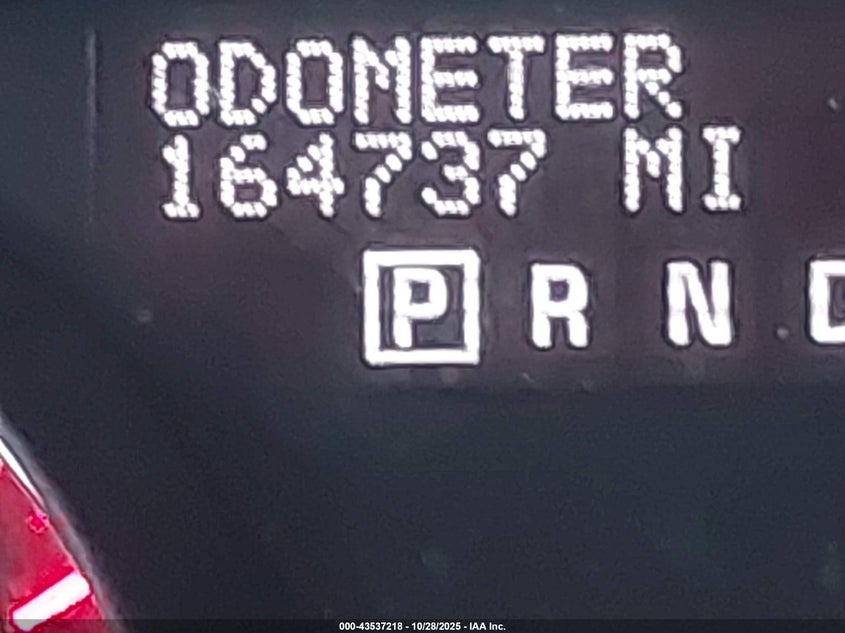 ODOMETER
164737 MI
P R N D
000-43537218 - 10/28/2025 - IAA Inc.